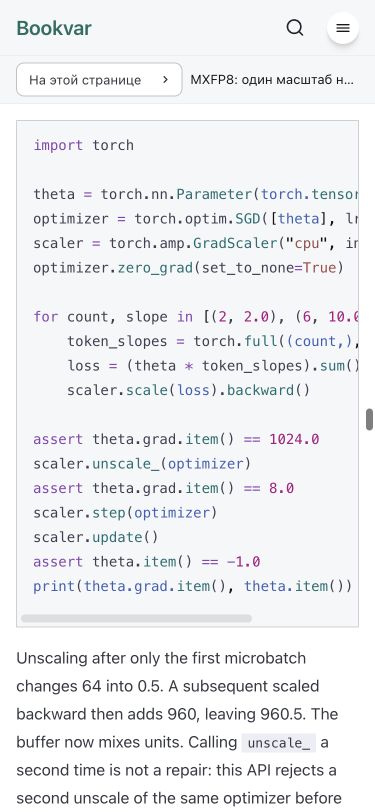 Bookvar
На этой странице
MXFP8: один масштаб н...
import torch
theta = torch.nn.Parameter(torch.tensor
optimizer = torch.optim.SGD([theta], lr
scaler = torch.amp.GradScaler("cpu", in
optimizer.zero_grad(set_to_none=True)
for count, slope in [(2, 2.0), (6, 10.0
    token_slopes = torch.full((count,),
    loss = (theta * token_slopes).sum()
    scaler.scale(loss).backward()
assert theta.grad.item() == 1024.0
scaler.unscale_(optimizer)
assert theta.grad.item() == 8.0
scaler.step(optimizer)
scaler.update()
assert theta.item() == -1.0
print(theta.grad.item(), theta.item())
Unscaling after only the first microbatch
changes 64 into 0.5. A subsequent scaled
backward then adds 960, leaving 960.5. The
buffer now mixes units. Calling unscale_ a
second time is not a repair: this API rejects a
second unscale of the same optimizer before